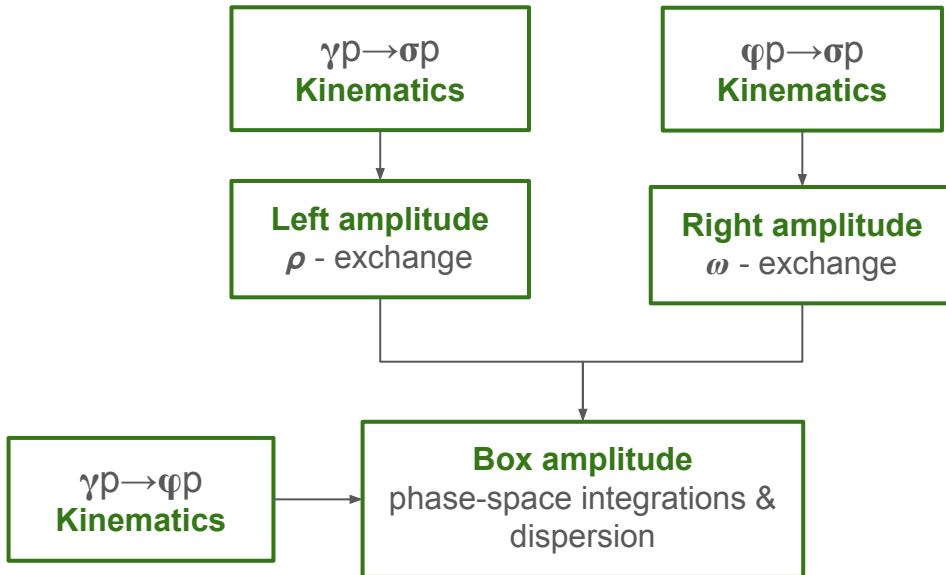 γp→σp
Kinematics
φp→σp
Kinematics
Left amplitude
ρ - exchange
Right amplitude
ω - exchange
γp→φp
Kinematics
Box amplitude
phase-space integrations &
dispersion